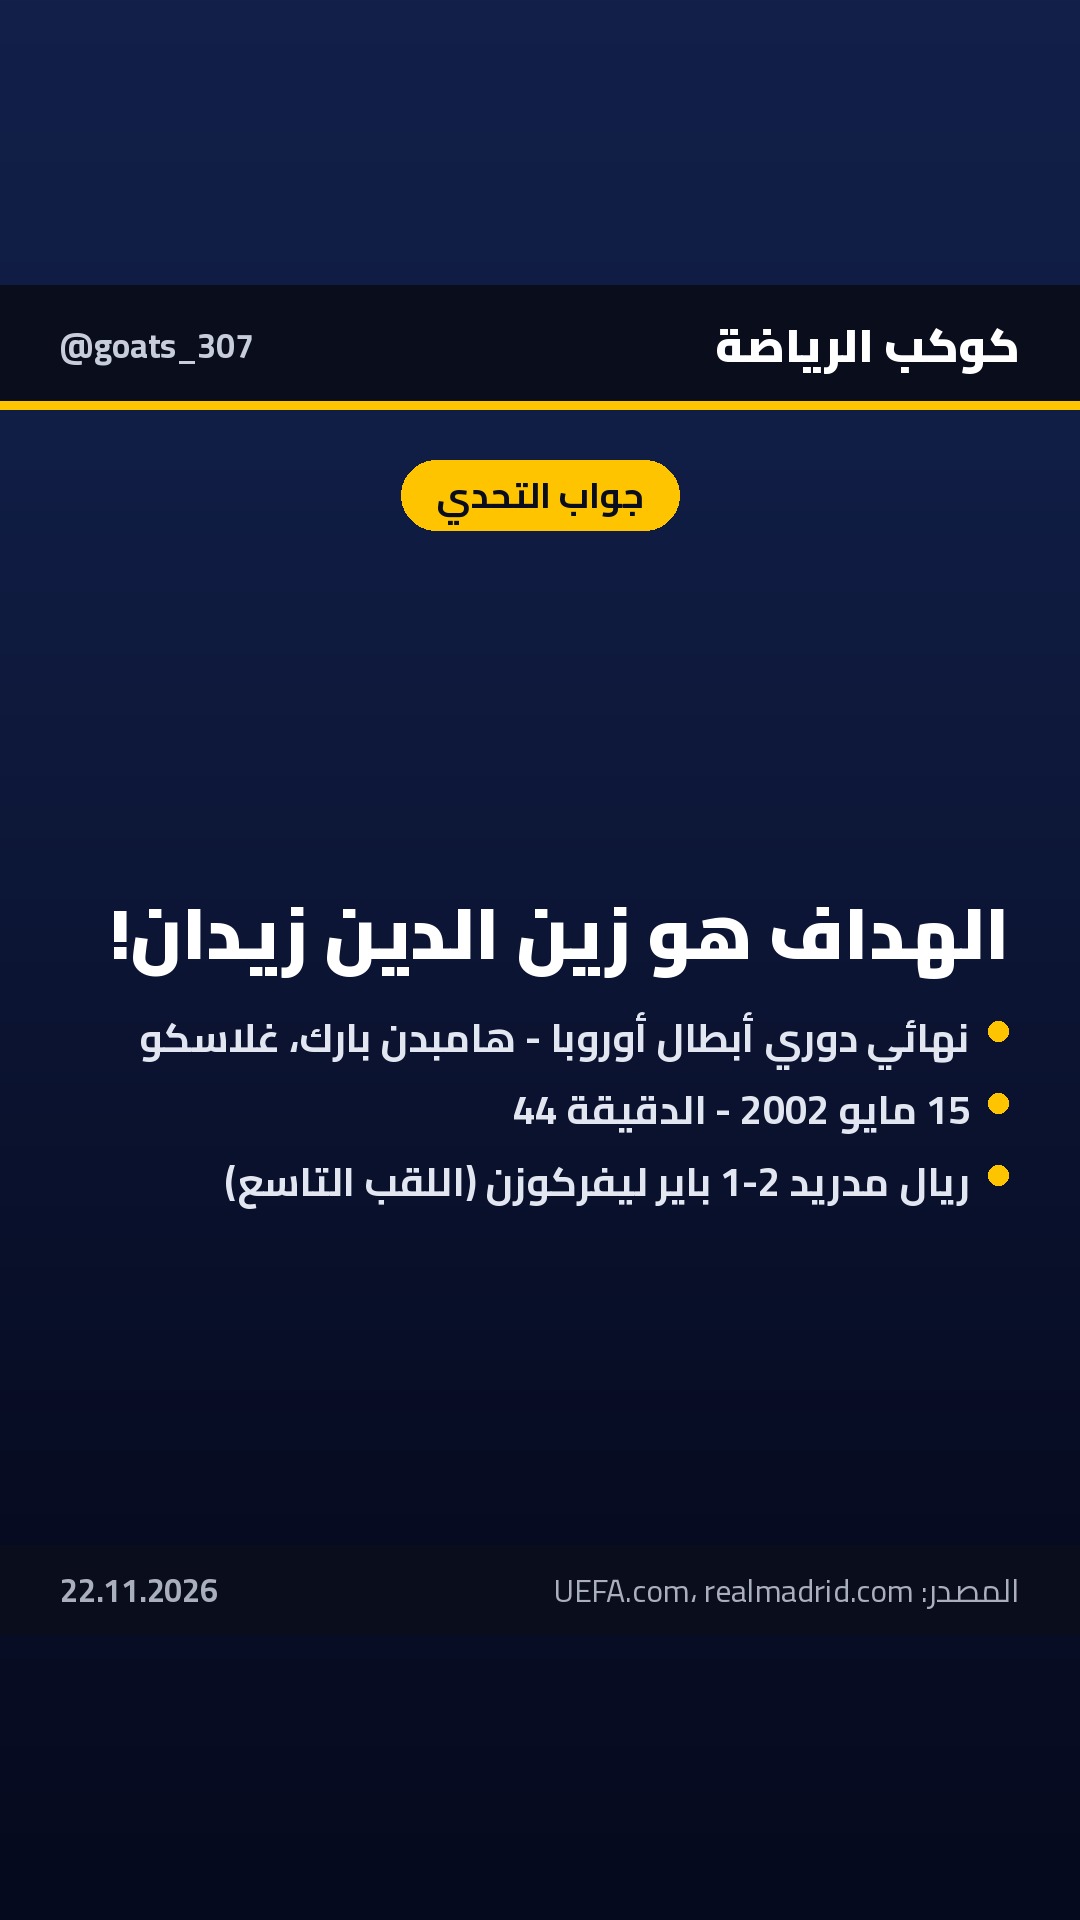 كوكب الرياضة
@goats_307
جواب التحدي
الهداف هو زين الدين زيدان!
نهائي دوري أبطال أوروبا - هامبدن بارك، غلاسكو
15 مايو 2002 - الدقيقة 44
ريال مدريد 2-1 باير ليفركوزن (اللقب التاسع)
المصدر: UEFA.com، realmadrid.com
22.11.2026